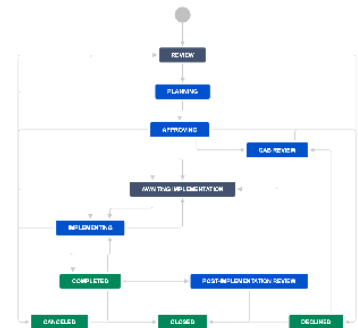 REVIEW
PLANNING
APPROVING
CAB REVIEW
AWAITING IMPLEMENTATION
IMPLEMENTING
COMPLETED
POST-IMPLEMENTATION REVIEW
CANCELED
CLOSED
DECLINED